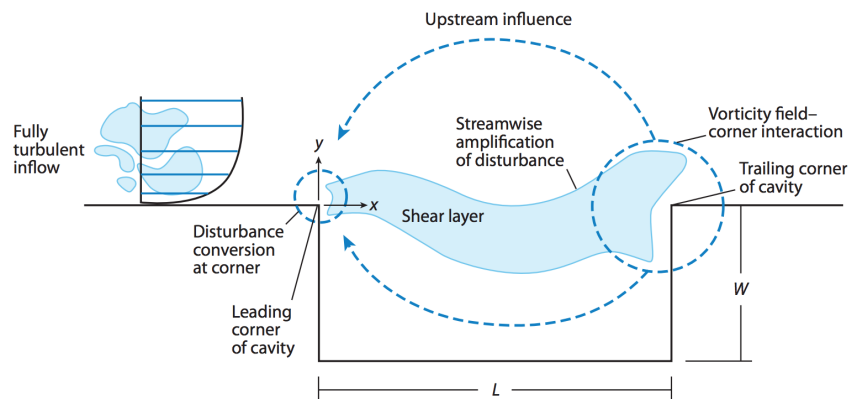 Upstream influence
Fully
turbulent
inflow
y
Streamwise
amplification
of disturbance
Vorticity field–
corner interaction
Trailing corner
of cavity
x
Shear layer
Disturbance
conversion
at corner
Leading
corner
of cavity
W
L